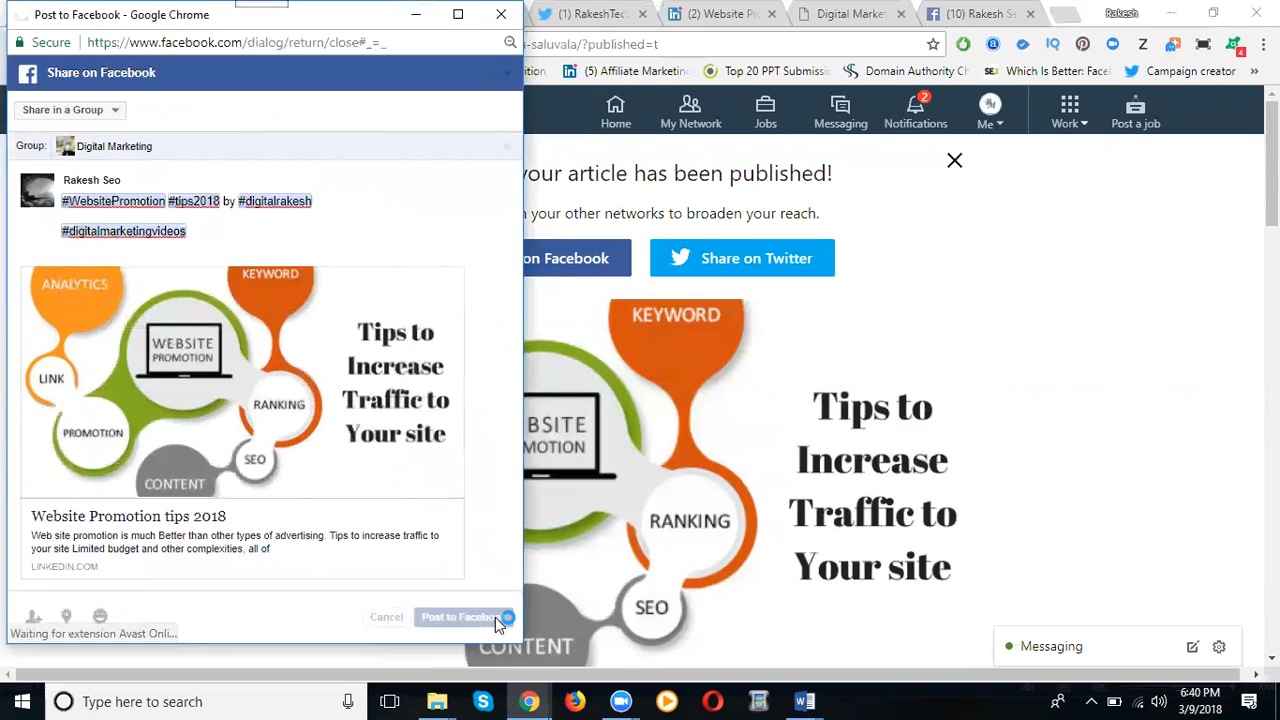 Post to Facebook - Google Chrome
(1) RakeshTec
(2) Website P
Digital Marke
(10) Rakesh Se
Rakesh
Secure
https://www.facebook.com/dialog/return/close#_=_
-saluvala/?published=t
ition
(5) Affiliate Marketin
Top 20 PPT Submissi
Domain Authority Ch
Which Is Better: Face
Campaign creator
Share on Facebook
Share in a Group
Home
My Network
Jobs
Messaging
Notifications
2
Me
Work
Post a job
Group: Digital Marketing
Rakesh Seo
#WebsitePromotion #tips2018 by #digitalrakesh
#digitalmarketingvideos
your article has been published!
your other networks to broaden your reach.
on Facebook
Share on Twitter
ANALYTICS
KEYWORD
WEBSITE
PROMOTION
LINK
RANKING
PROMOTION
SEO
CONTENT
Tips to
Increase
Traffic to
Your site
KEYWORD
BSITE
MOTION
RANKING
SEO
CONTENT
Tips to
Increase
Traffic to
Your site
Website Promotion tips 2018
Web site promotion is much Better than other types of advertising. Tips to increase traffic to
your site Limited budget and other complexities, all of
LINKEDIN.COM
Cancel
Post to Facebook
Waiting for extension Avast Onli...
Messaging
Type here to search
6:40 PM
3/9/2018